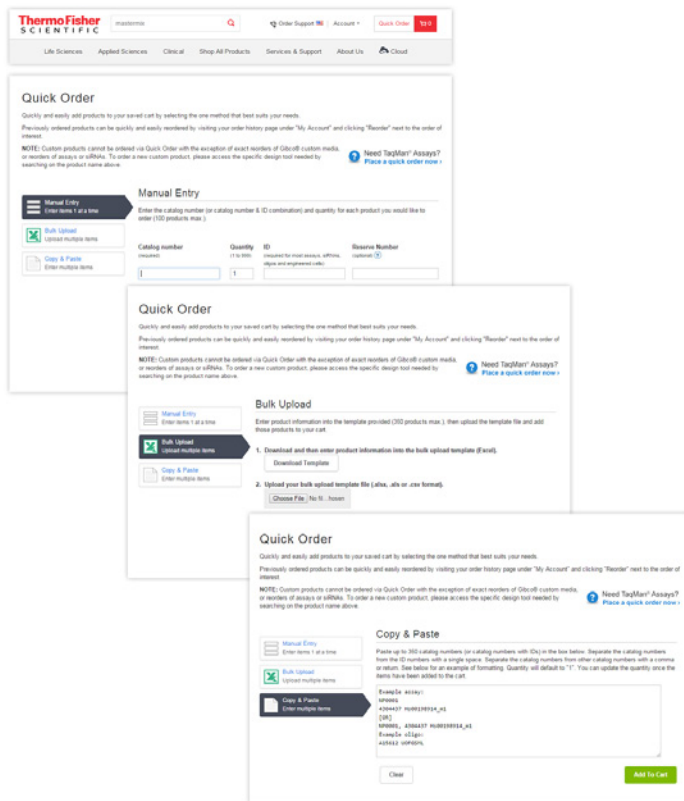 ThermoFisher
SCIENTIFIC
mastermix
Order Support
Account
Quick Order
0
Life Sciences Applied Sciences Clinical Shop All Products Services & Support About Us Cloud
Quick Order
Quickly and easily add products to your saved cart by selecting the one method that best suits your needs.
Previously ordered products can be quickly and easily reordered by visiting your order history page under "My Account" and clicking "Reorder" next to the order of
interest.
NOTE: Custom products cannot be ordered via Quick Order with the exception of exact reorders of Gibco® custom media,
or reorders of assays or siRNAs. To order a new custom product, please access the specific design tool needed by
searching on the product name above.
Need TaqMan® Assays?
Place a quick order now ›
Manual Entry
Enter items 1 at a time
Bulk Upload
Upload multiple items
Copy & Paste
Enter multiple items
Manual Entry
Enter the catalog number (or catalog number & ID combination) and quantity for each product you would like to
order (100 products max.)
Catalog number
(required)
Quantity
(1 to 999)
ID
(required for most assays, siRNAs,
oligos and engineered cells)
Reserve Number
(optional)
1
Quick Order
Quickly and easily add products to your saved cart by selecting the one method that best suits your needs.
Previously ordered products can be quickly and easily reordered by visiting your order history page under "My Account" and clicking "Reorder" next to the order of
interest.
NOTE: Custom products cannot be ordered via Quick Order with the exception of exact reorders of Gibco® custom media,
or reorders of assays or siRNAs. To order a new custom product, please access the specific design tool needed by
searching on the product name above.
Need TaqMan® Assays?
Place a quick order now ›
Manual Entry
Enter items 1 at a time
Bulk Upload
Upload multiple items
Copy & Paste
Enter multiple items
Bulk Upload
Enter product information into the template provided (350 products max.), then upload the template file and add
those products to your cart.
1. Download and then enter product information into the bulk upload template (Excel).
Download Template
2. Upload your bulk upload template file (.xlsx, .xls or .csv format).
Choose File No fil...hosen
Quick Order
Quickly and easily add products to your saved cart by selecting the one method that best suits your needs.
Previously ordered products can be quickly and easily reordered by visiting your order history page under "My Account" and clicking "Reorder" next to the order of
interest.
NOTE: Custom products cannot be ordered via Quick Order with the exception of exact reorders of Gibco® custom media,
or reorders of assays or siRNAs. To order a new custom product, please access the specific design tool needed by
searching on the product name above.
Need TaqMan® Assays?
Place a quick order now ›
Manual Entry
Enter items 1 at a time
Bulk Upload
Upload multiple items
Copy & Paste
Enter multiple items
Copy & Paste
Paste up to 350 catalog numbers (or catalog numbers with IDs) in the box below. Separate the catalog numbers
from the ID numbers with a single space. Separate the catalog numbers from other catalog numbers with a comma
or return. See below for an example of formatting. Quantity will default to "1". You can update the quantity once the
items have been added to the cart.
Example assay:
[OR]
Example oligo:
Clear
Add To Cart